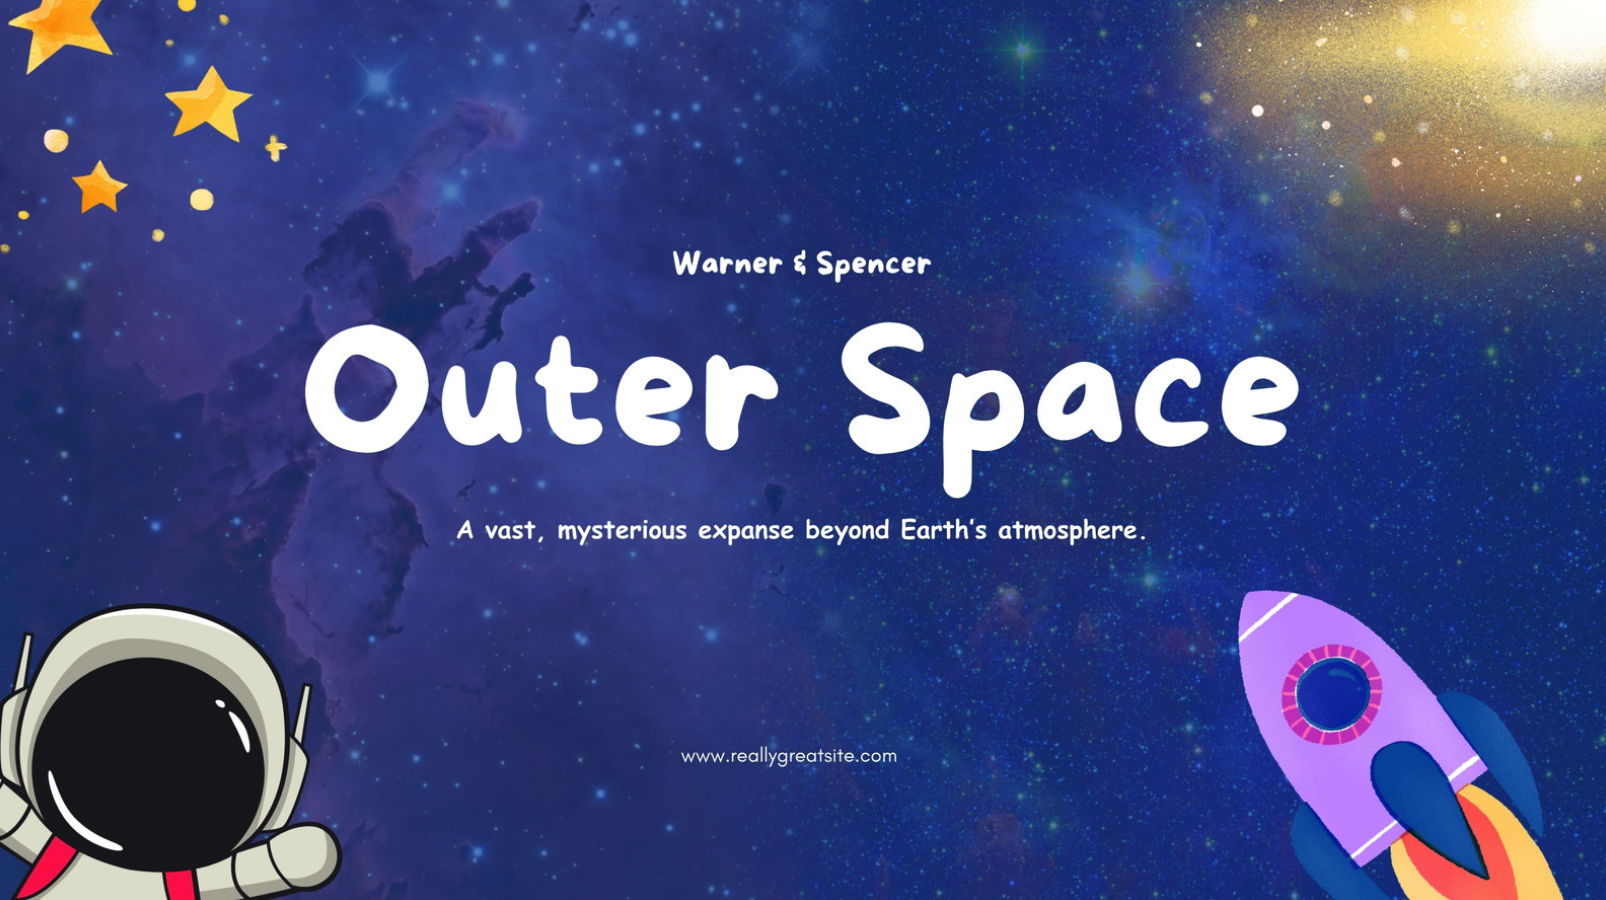 Warner & Spencer
Outer Space
A vast, mysterious expanse beyond Earth's atmosphere.
www.reallygreatsite.com